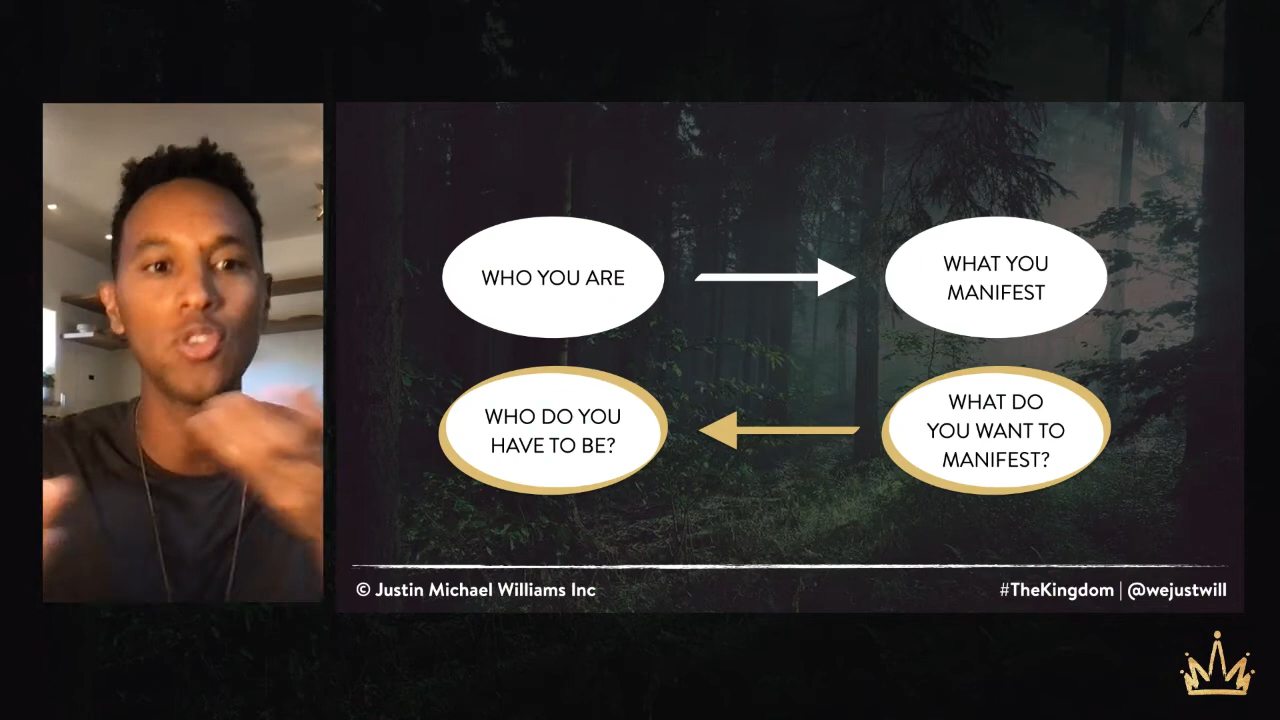 WHO YOU ARE
WHAT YOU
MANIFEST
WHO DO YOU
HAVE TO BE?
WHAT DO
YOU WANT TO
MANIFEST?
© Justin Michael Williams Inc
#TheKingdom | @wejustwill